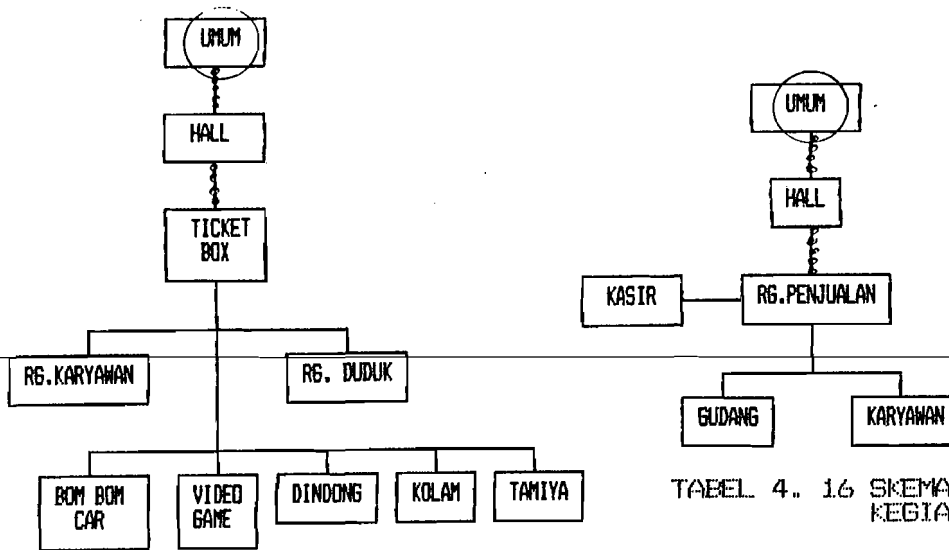 UMUM
HALL
TICKET
BOX
RG.KARYAWAN
RG. DUDUK
BOM BOM
CAR
VIDEO
GAME
DINDONG
KOLAM
TAMIYA
UMUM
HALL
KASIR
RG.PENJUALAN
GUDANG
KARYAWAN
TABEL 4. 16 SKEMA
KEGIA